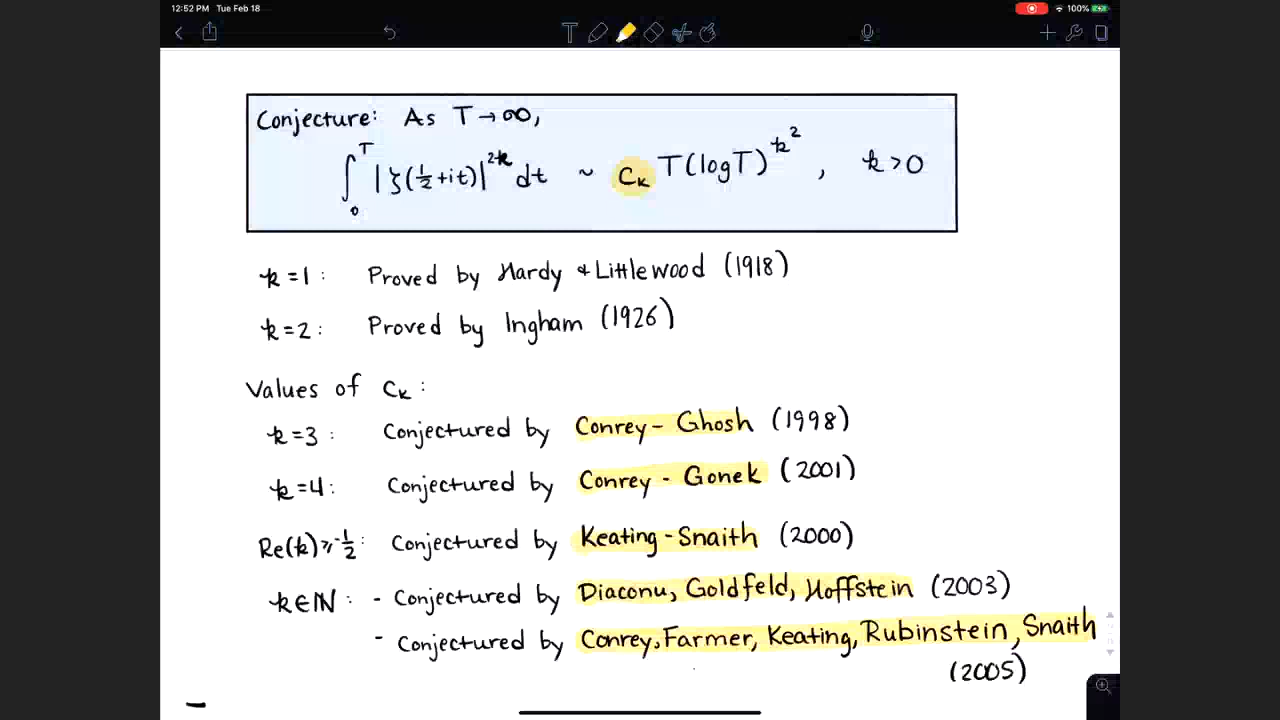 12:52 PM Tue Feb 18
100%
Conjecture: As T → ∞,
∫₀ᵀ |ζ(½+it)|²ᵏ dt ~ cₖ T(log T)^k², k > 0
k=1: Proved by Hardy & Littlewood (1918)
k=2: Proved by Ingham (1926)
Values of cₖ:
k=3: Conjectured by Conrey-Ghosh (1998)
k=4: Conjectured by Conrey-Gonek (2001)
Re(k) ≥ -½: Conjectured by Keating-Snaith (2000)
k∈ℕ: - Conjectured by Diaconu, Goldfeld, Hoffstein (2003)
- Conjectured by Conrey, Farmer, Keating, Rubinstein, Snaith
(2005)